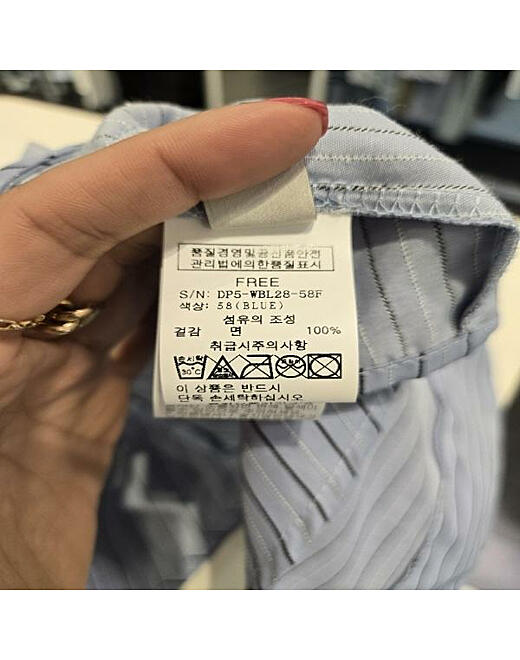 품질경영및공산품안전
관리법에의한품질표시
FREE
S/N: DP5-WBL28-58F
색상: 58(BLUE)
섬유의 조성
겉감 면 100%
취급시주의사항
30°C
이 상품은 반드시
단독 손세탁하십시오